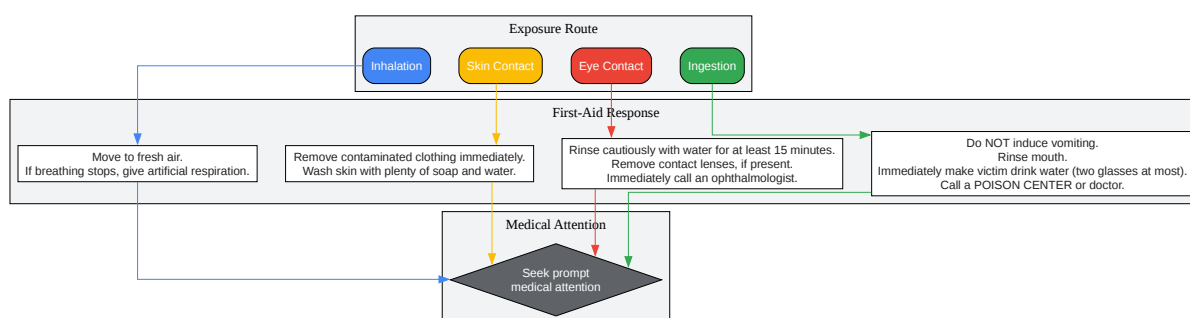 Exposure Route
Inhalation
Skin Contact
Eye Contact
Ingestion
First-Aid Response
Move to fresh air.
If breathing stops, give artificial respiration.
Remove contaminated clothing immediately.
Wash skin with plenty of soap and water.
Rinse cautiously with water for at least 15 minutes.
Remove contact lenses, if present.
Immediately call an ophthalmologist.
Do NOT induce vomiting.
Rinse mouth.
Immediately make victim drink water (two glasses at most).
Call a POISON CENTER or doctor.
Medical Attention
Seek prompt
medical attention